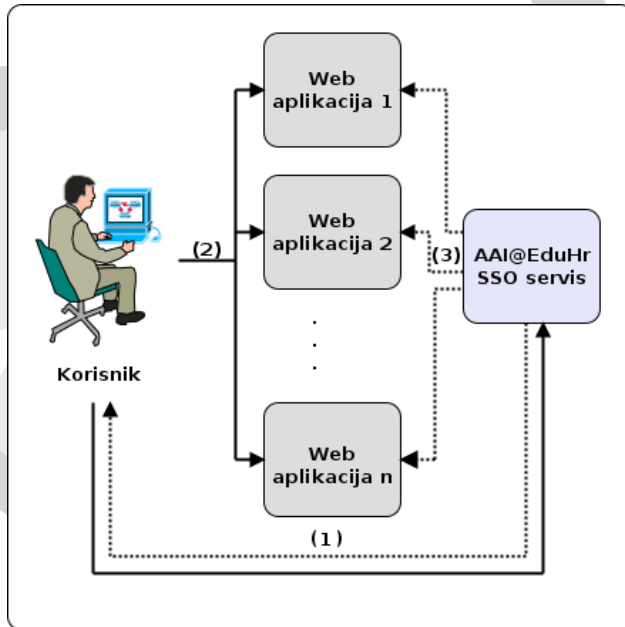 Web
aplikacija 1
Web
aplikacija 2
(2)
(3)
AAI@EduHr
SSO servis
.
.
.
Korisnik
Web
aplikacija n
(1)